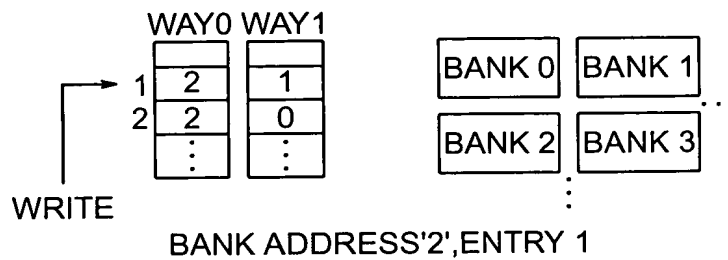 WAY0 WAY1
1 2 1
2 2 0
WRITE
BANK 0 BANK 1
BANK 2 BANK 3
BANK ADDRESS'2',ENTRY 1